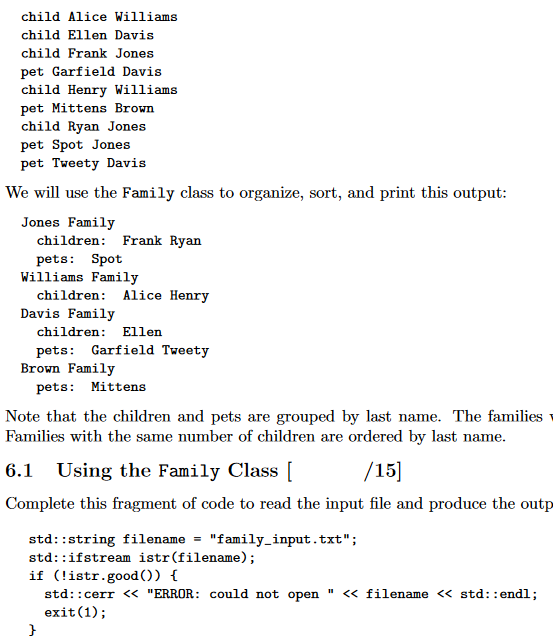 child Alice Williams
child Ellen Davis
child Frank Jones
pet Garfield Davis
child Henry Williams
pet Mittens Brown
child Ryan Jones
pet Spot Jones
pet Tweety Davis
We will use the Family class to organize, sort, and print this output:
Jones Family
children: Frank Ryan
pets: Spot
Williams Family
children: Alice Henry
Davis Family
children: Ellen
pets: Garfield Tweety
Brown Family
pets: Mittens
Note that the children and pets are grouped by last name. The families
Families with the same number of children are ordered by last name.
6.1 Using the Family Class [ /15]
Complete this fragment of code to read the input file and produce the outp
std::string filename = "family_input.txt";
std::ifstream istr(filename);
if (!istr.good()) {
std::cerr << "ERROR: could not open " << filename << std::endl;
exit(1);
}